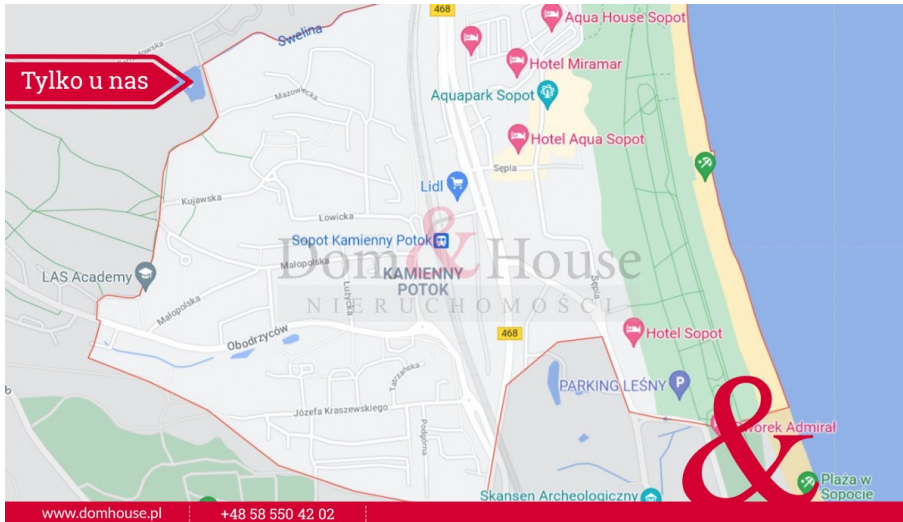 468
Aqua House Sopot
Swelina
Hotel Miramar
Tylko u nas
Mazowiecka
Aquapark Sopot
Hotel Aqua Sopot
Sępia
Lidl
Kujawska
Łowicka
Sopot Kamienny Potok
Dom&House
Małopolska
LAS Academy
KAMIENNY
POTOK
Sępia
Łużycka
NIERUCHOMOŚCI
Małopolska
Obodrzyców
468
Hotel Sopot
Tatrzańska
PARKING LEŚNY
P
Józefa Kraszewskiego
Podgórna
&
Dworek Admirał
Plaża w
Sopocie
Skansen Archeologiczny
www.domhouse.pl
+48 58 550 42 02